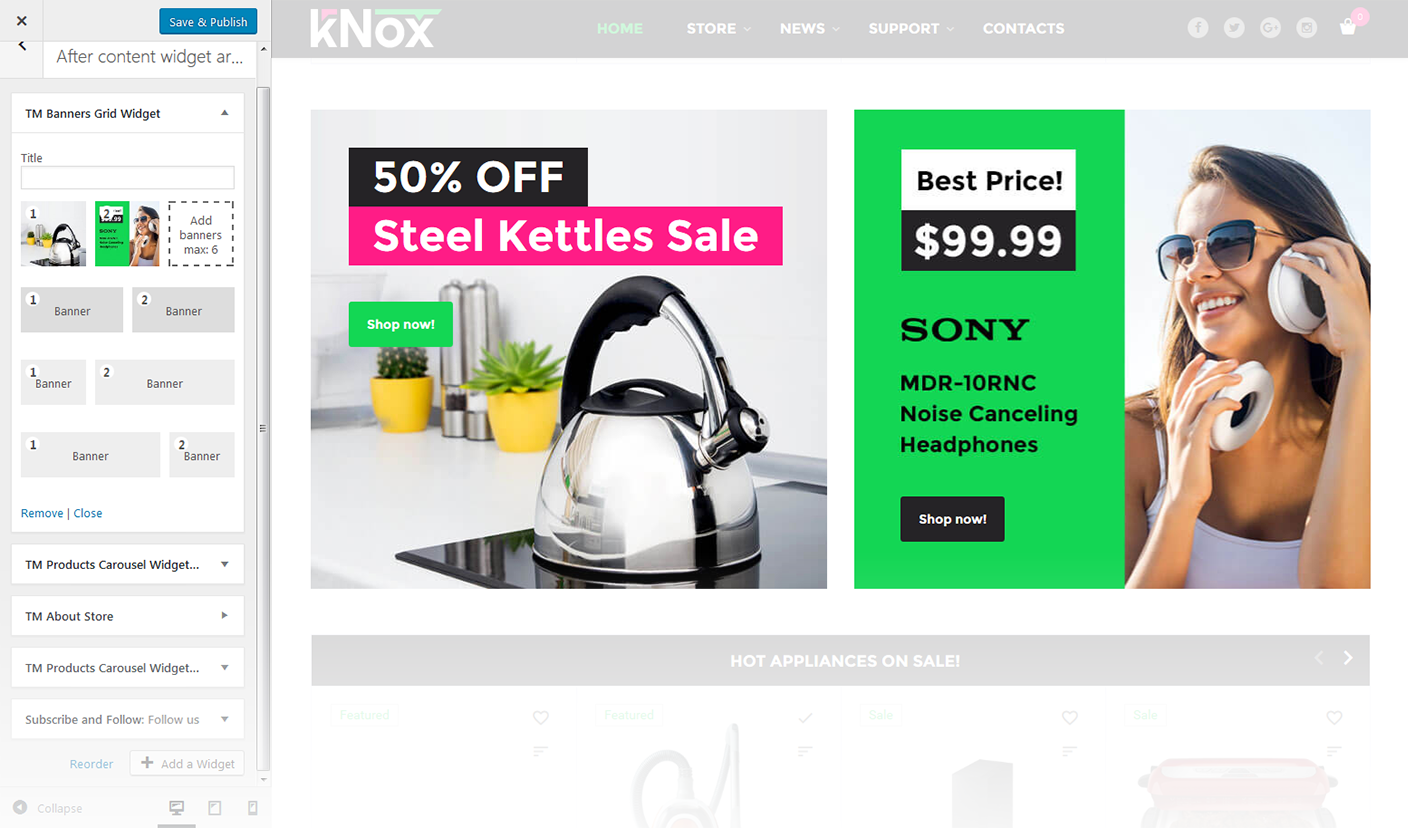 Save & Publish
After content widget ar...
TM Banners Grid Widget
Title
1
2
Add
banners
max: 6
1 Banner
2 Banner
1 Banner
2 Banner
1 Banner
2 Banner
Remove | Close
TM Products Carousel Widget...
TM About Store
TM Products Carousel Widget...
Subscribe and Follow: Follow us
Reorder
Add a Widget
Collapse
kNox
HOME STORE NEWS SUPPORT CONTACTS
0
50% OFF
Steel Kettles Sale
Shop now!
Best Price!
$99.99
SONY
MDR-10RNC
Noise Canceling
Headphones
Shop now!
HOT APPLIANCES ON SALE!
Featured
Featured
Sale
Sale